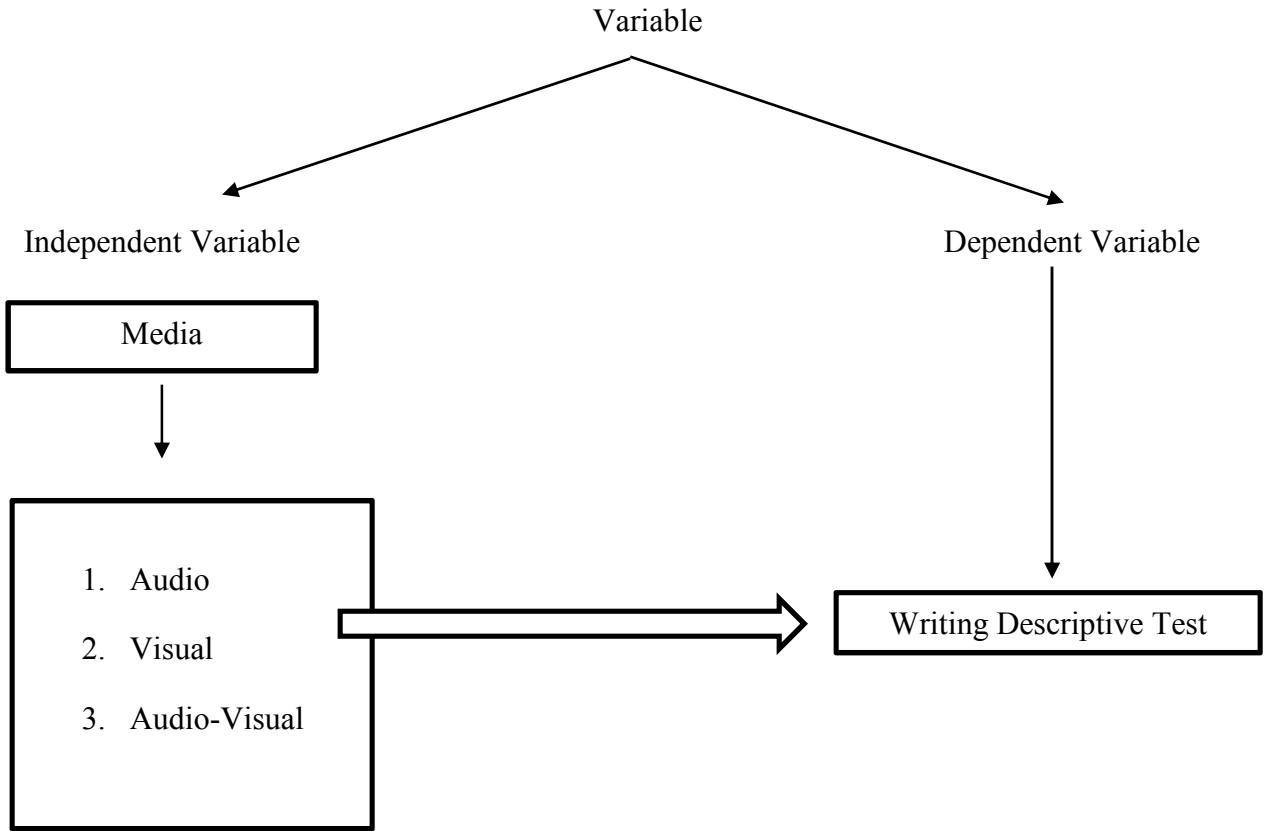 Variable
Independent Variable
Dependent Variable
Media
1. Audio
2. Visual
3. Audio-Visual
Writing Descriptive Test